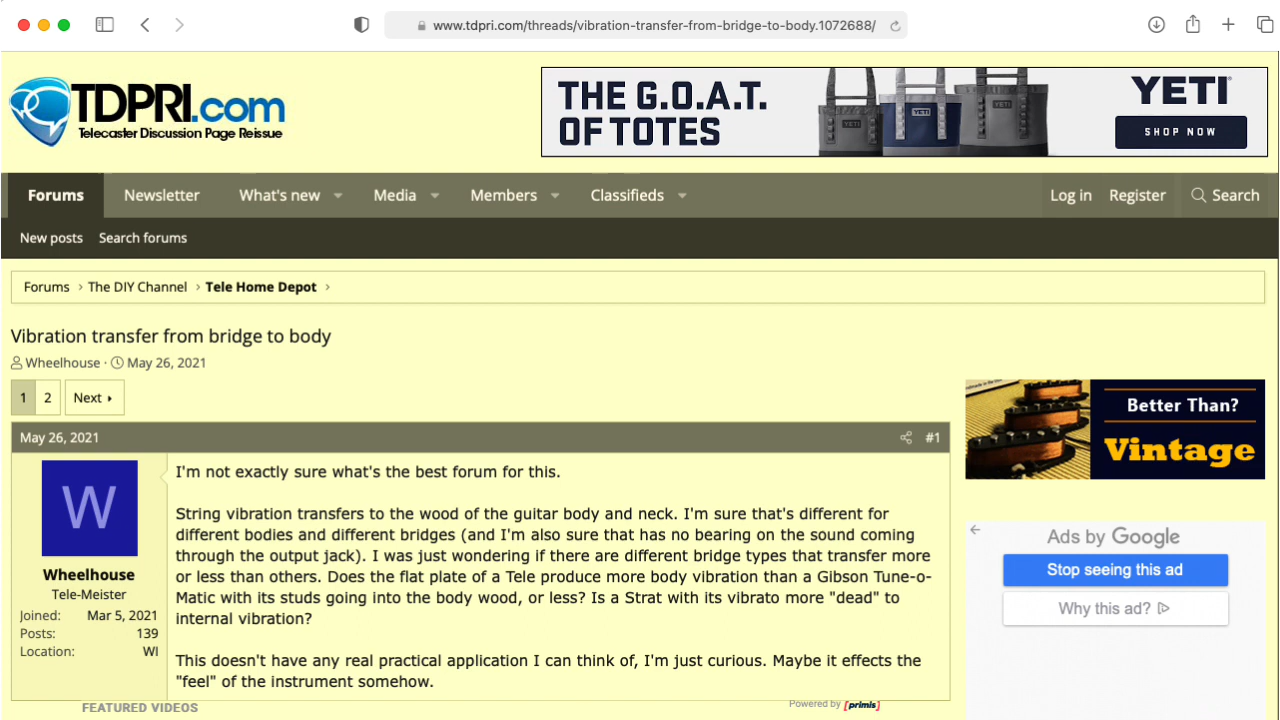 www.tdpri.com/threads/vibration-transfer-from-bridge-to-body.1072688/
TDPRI.com
Telecaster Discussion Page Reissue
THE G.O.A.T.
OF TOTES
YETI
SHOP NOW
YETI
YETI
YETI
Forums Newsletter What's new Media Members Classifieds Log in Register Search
New posts Search forums
Forums › The DIY Channel › Tele Home Depot ›
Vibration transfer from bridge to body
Wheelhouse · May 26, 2021
1 2 Next
May 26, 2021 #1
W
Wheelhouse
Tele-Meister
Joined: Mar 5, 2021
Posts: 139
Location: WI
I'm not exactly sure what's the best forum for this.
String vibration transfers to the wood of the guitar body and neck. I'm sure that's different for
different bodies and different bridges (and I'm also sure that has no bearing on the sound coming
through the output jack). I was just wondering if there are different bridge types that transfer more
or less than others. Does the flat plate of a Tele produce more body vibration than a Gibson Tune-o-
Matic with its studs going into the body wood, or less? Is a Strat with its vibrato more "dead" to
internal vibration?
This doesn't have any real practical application I can think of, I'm just curious. Maybe it effects the
"feel" of the instrument somehow.
FEATURED VIDEOS
Powered by [primis]
Better Than?
Vintage
Ads by Google
Stop seeing this ad
Why this ad?